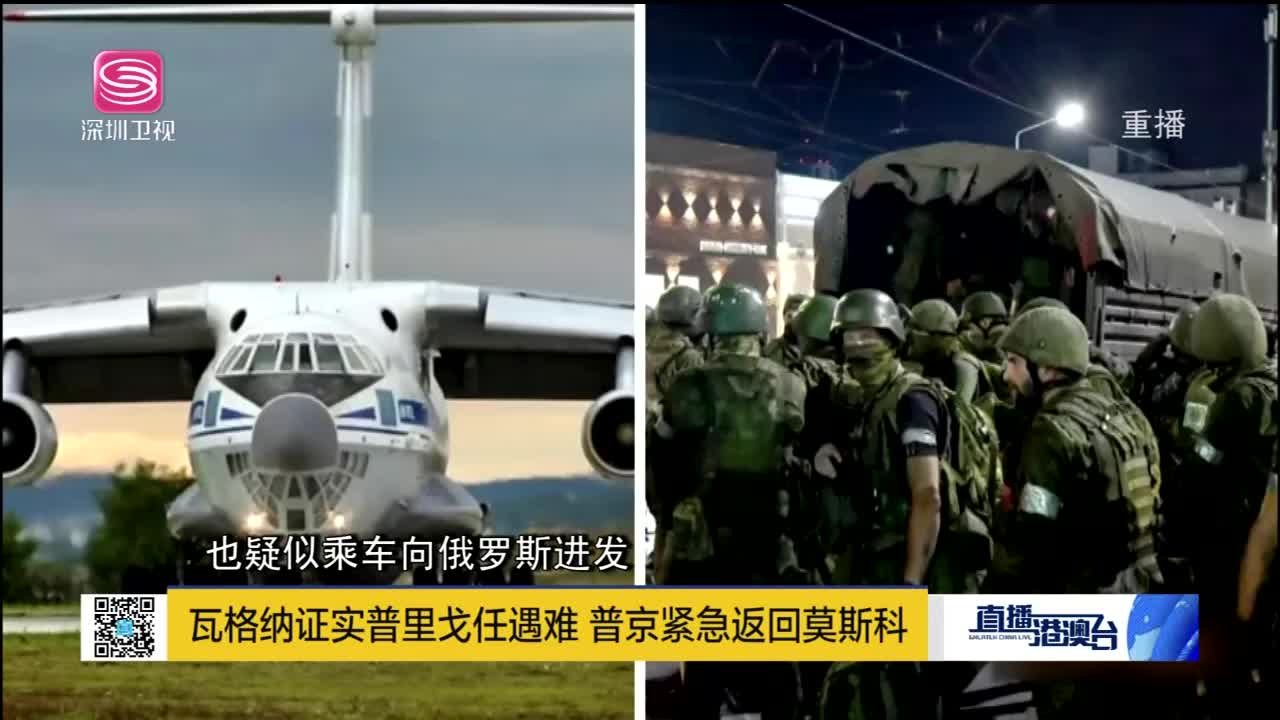 深圳卫视
重播
也疑似乘车向俄罗斯进发
瓦格纳证实普里戈任遇难 普京紧急返回莫斯科
直播港澳台